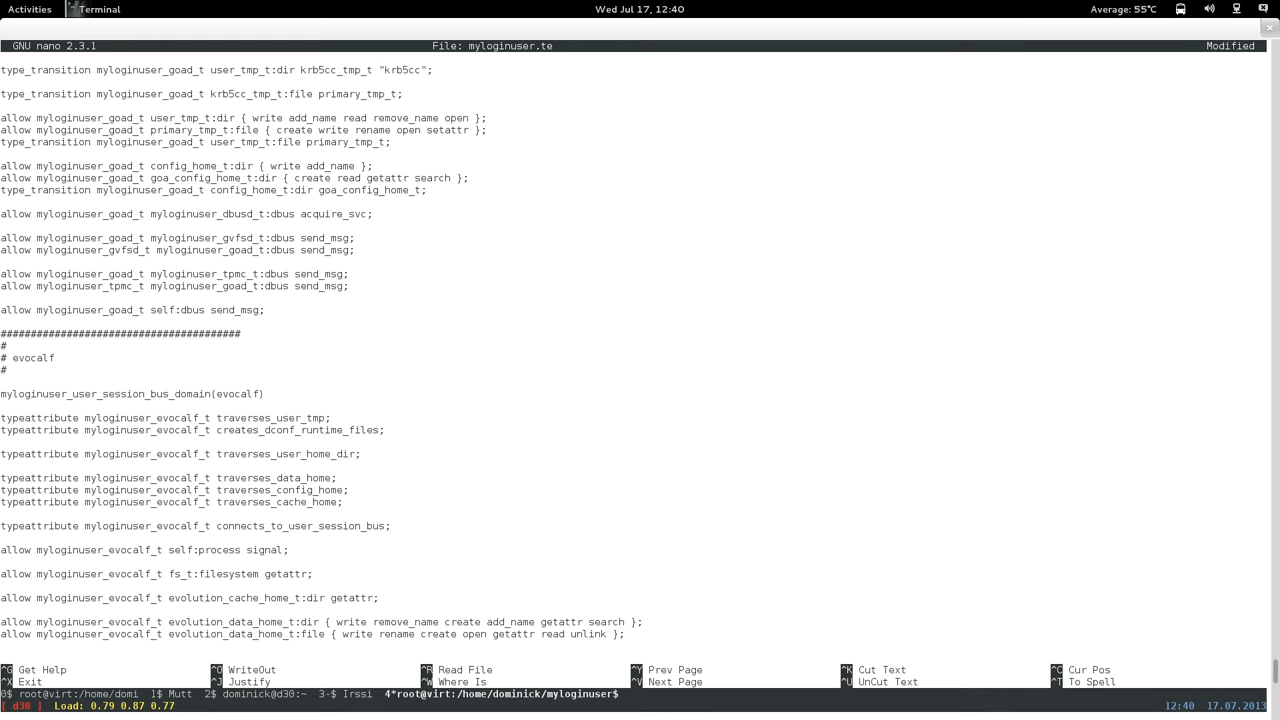 Activities Terminal Wed Jul 17, 12:40 Average: 55°C
GNU nano 2.3.1 File: myloginuser.te Modified
type_transition myloginuser_goad_t user_tmp_t:dir krb5cc_tmp_t "krb5cc";
type_transition myloginuser_goad_t krb5cc_tmp_t:file primary_tmp_t;
allow myloginuser_goad_t user_tmp_t:dir { write add_name read remove_name open };
allow myloginuser_goad_t primary_tmp_t:file { create write rename open setattr };
type_transition myloginuser_goad_t user_tmp_t:file primary_tmp_t;
allow myloginuser_goad_t config_home_t:dir { write add_name };
allow myloginuser_goad_t goa_config_home_t:dir { create read getattr search };
type_transition myloginuser_goad_t config_home_t:dir goa_config_home_t;
allow myloginuser_goad_t myloginuser_dbusd_t:dbus acquire_svc;
allow myloginuser_goad_t myloginuser_gvfsd_t:dbus send_msg;
allow myloginuser_gvfsd_t myloginuser_goad_t:dbus send_msg;
allow myloginuser_goad_t myloginuser_tpmc_t:dbus send_msg;
allow myloginuser_tpmc_t myloginuser_goad_t:dbus send_msg;
allow myloginuser_goad_t self:dbus send_msg;
########################################
#
# evocalf
#
myloginuser_user_session_bus_domain(evocalf)
typeattribute myloginuser_evocalf_t traverses_user_tmp;
typeattribute myloginuser_evocalf_t creates_dconf_runtime_files;
typeattribute myloginuser_evocalf_t traverses_user_home_dir;
typeattribute myloginuser_evocalf_t traverses_data_home;
typeattribute myloginuser_evocalf_t traverses_config_home;
typeattribute myloginuser_evocalf_t traverses_cache_home;
typeattribute myloginuser_evocalf_t connects_to_user_session_bus;
allow myloginuser_evocalf_t self:process signal;
allow myloginuser_evocalf_t fs_t:filesystem getattr;
allow myloginuser_evocalf_t evolution_cache_home_t:dir getattr;
allow myloginuser_evocalf_t evolution_data_home_t:dir { write remove_name create add_name getattr search };
allow myloginuser_evocalf_t evolution_data_home_t:file { write rename create open getattr read unlink };
^G Get Help ^O WriteOut ^R Read File ^Y Prev Page ^K Cut Text ^C Cur Pos
^X Exit ^J Justify ^W Where Is ^V Next Page ^U UnCut Text ^T To Spell
0$ root@virt:/home/domi 1$ Mutt 2$ dominick@d30:~ 3-$ Irssi 4*root@virt:/home/dominick/myloginuser$
[ d30 ] Load: 0.79 0.87 0.77 12:40 17.07.2013